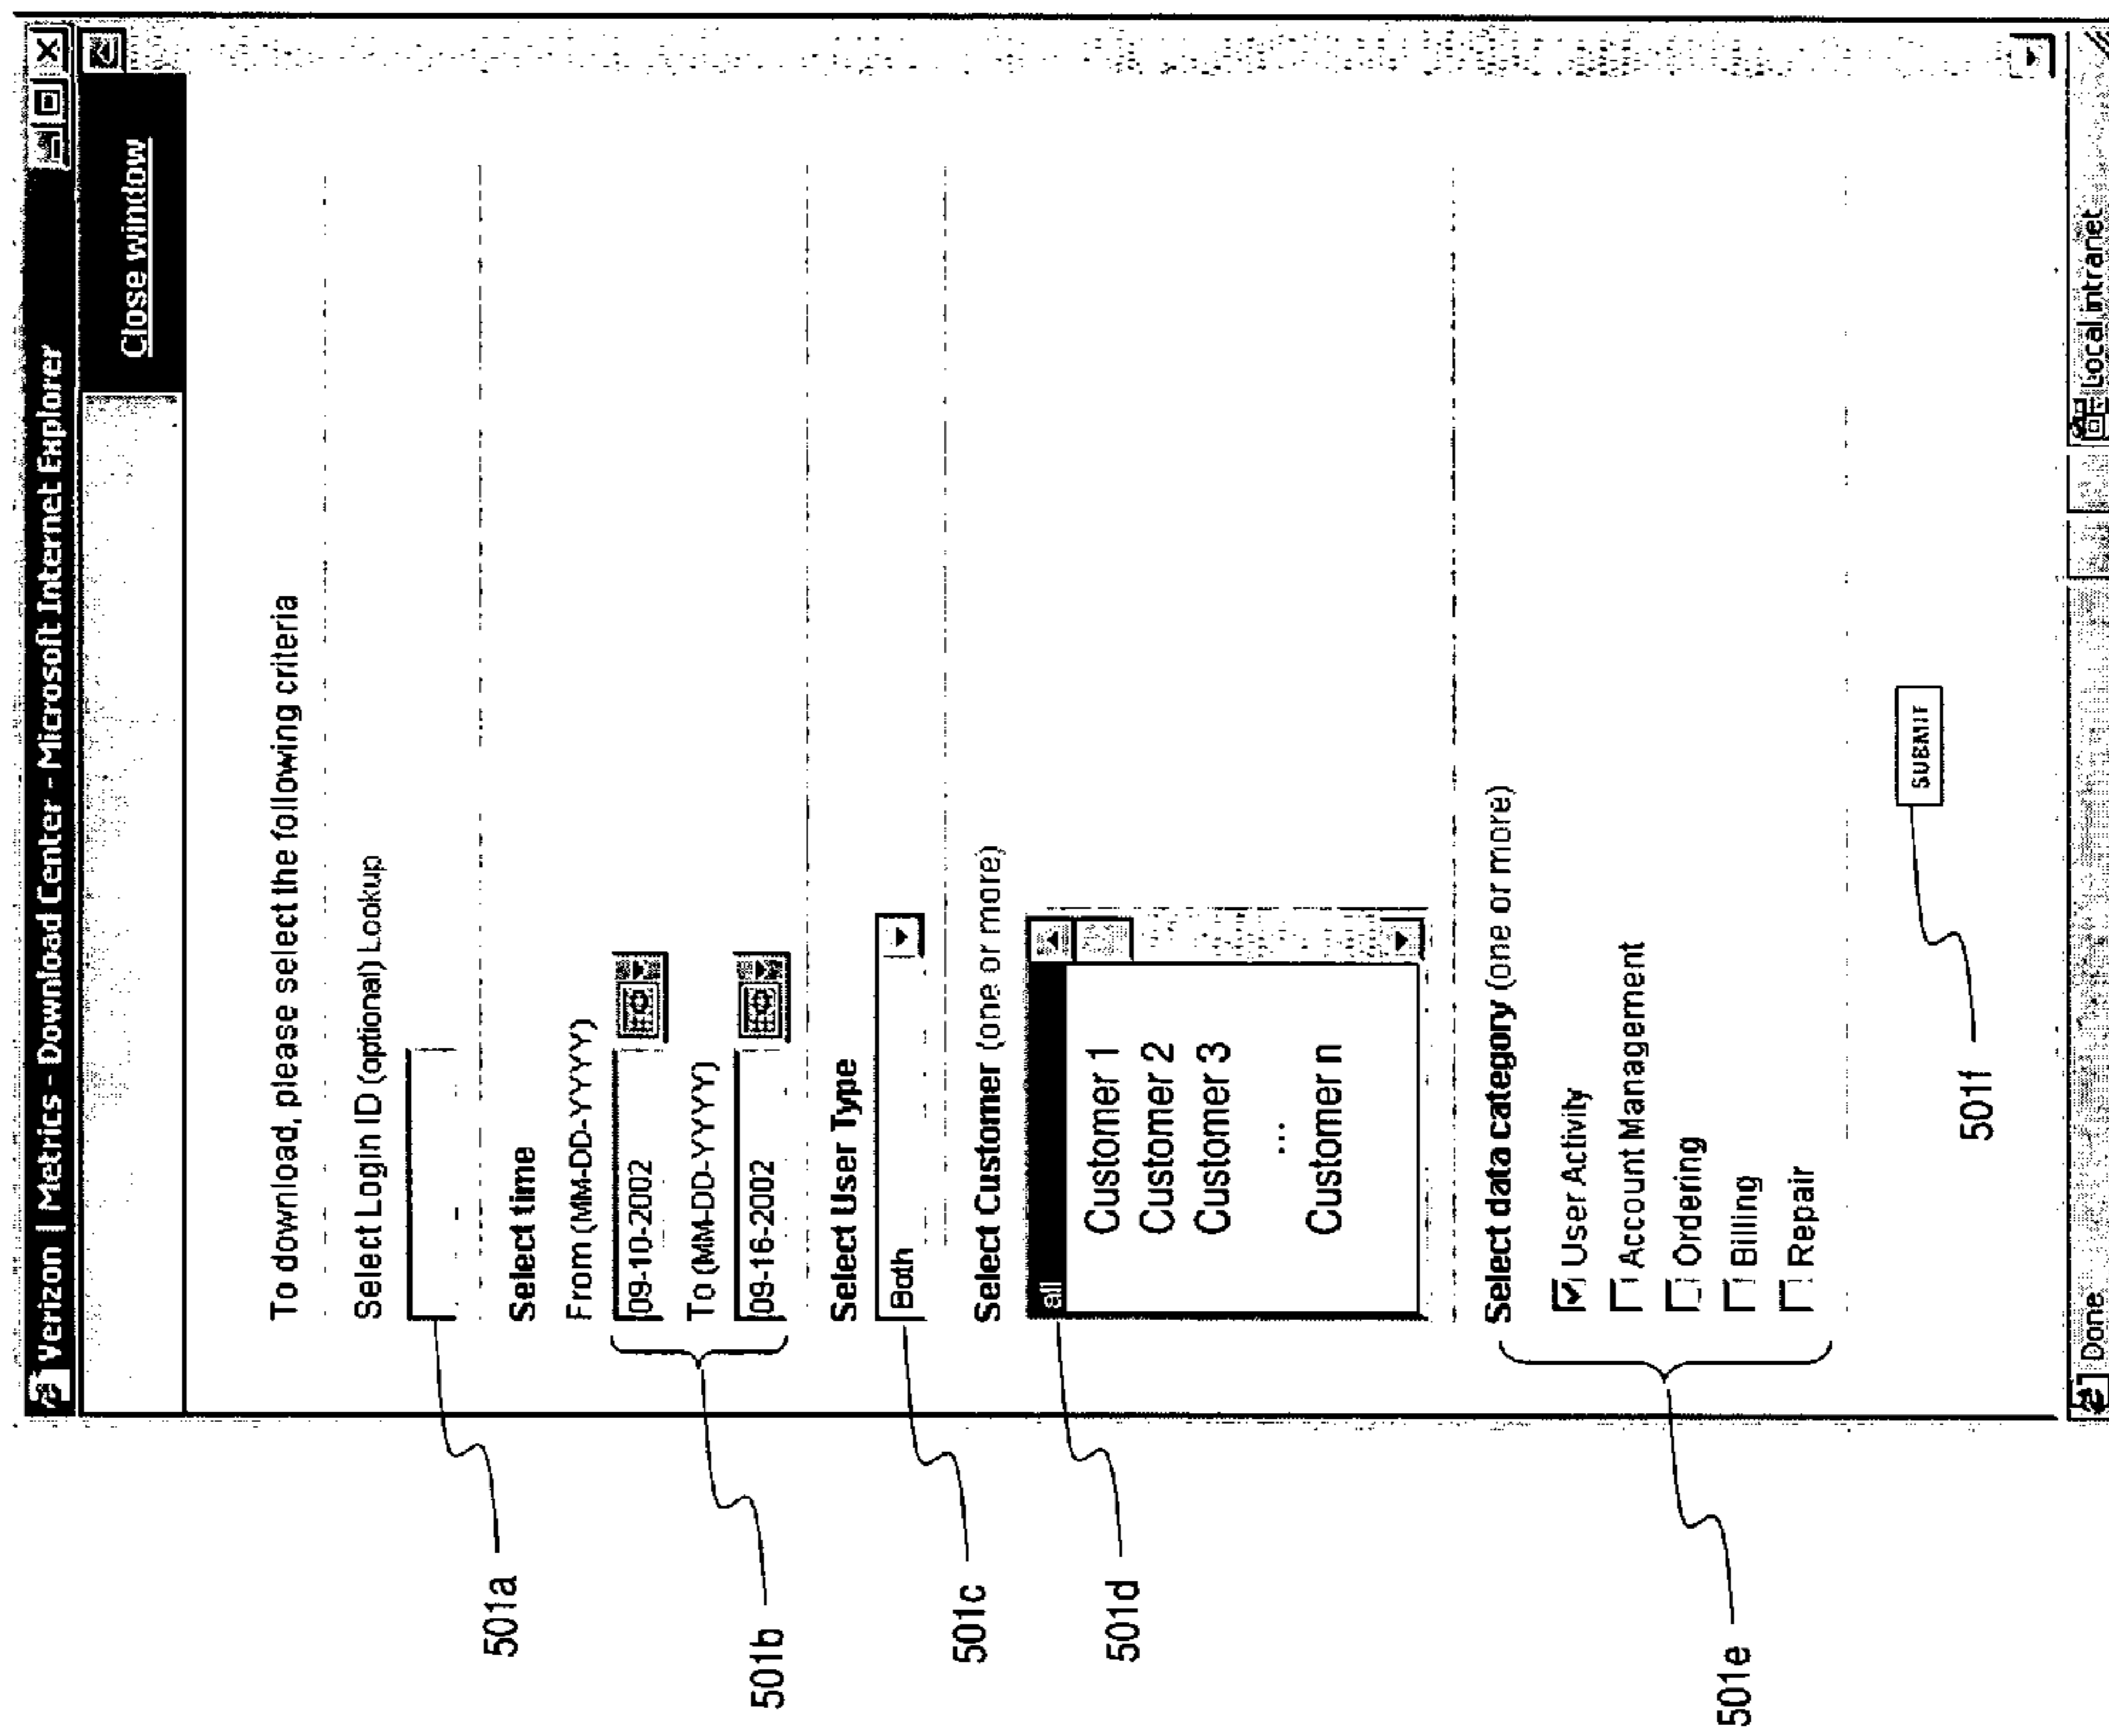 Verizon | Metrics - Download Center - Microsoft Internet Explorer
Close window
To download, please select the following criteria
Select Login ID (optional) Lookup
501a
Select time
From (MM-DD-YYYY)
09-10-2002
To (MM-DD-YYYY)
09-16-2002
501b
Select User Type
Both
501c
Select Customer (one or more)
all
Customer 1
Customer 2
Customer 3
...
Customer n
501d
Select data category (one or more)
User Activity
Account Management
Ordering
Billing
Repair
501e
SUBMIT
501f
Done
Local intranet